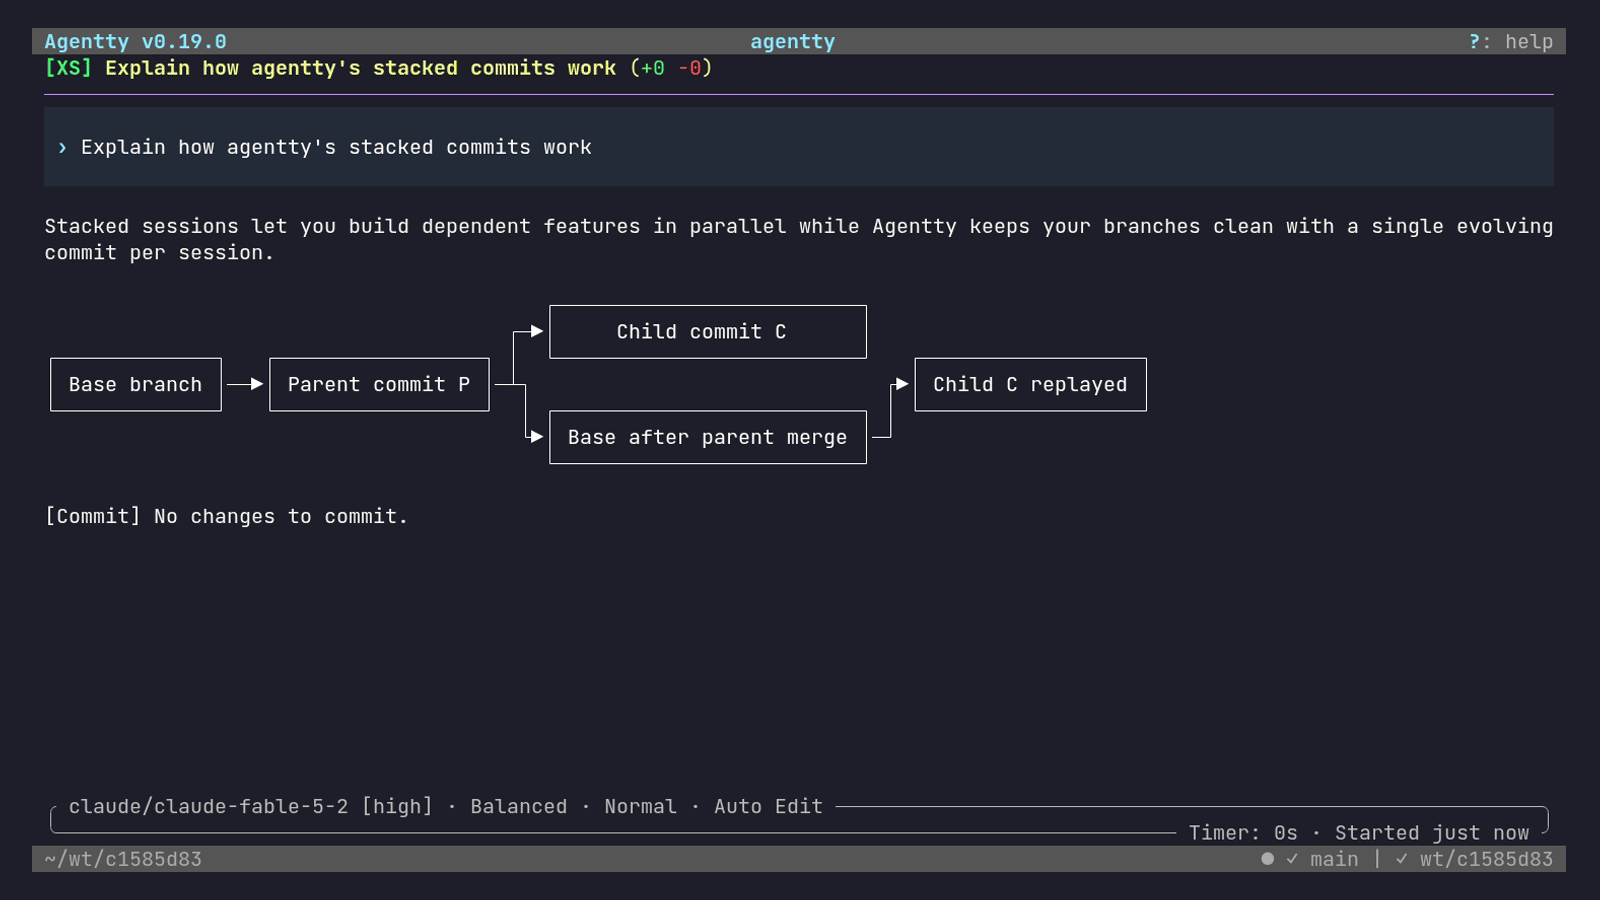 Agentty v0.19.0 agentty ?: help
[XS] Explain how agentty's stacked commits work (+0 -0)
› Explain how agentty's stacked commits work
Stacked sessions let you build dependent features in parallel while Agentty keeps your branches clean with a single evolving
commit per session.
Child commit C
Base branch
Parent commit P
Child C replayed
Base after parent merge
[Commit] No changes to commit.
claude/claude-fable-5-2 [high] · Balanced · Normal · Auto Edit
Timer: 0s · Started just now
~/wt/c1585d83 ● ✓ main | ✓ wt/c1585d83